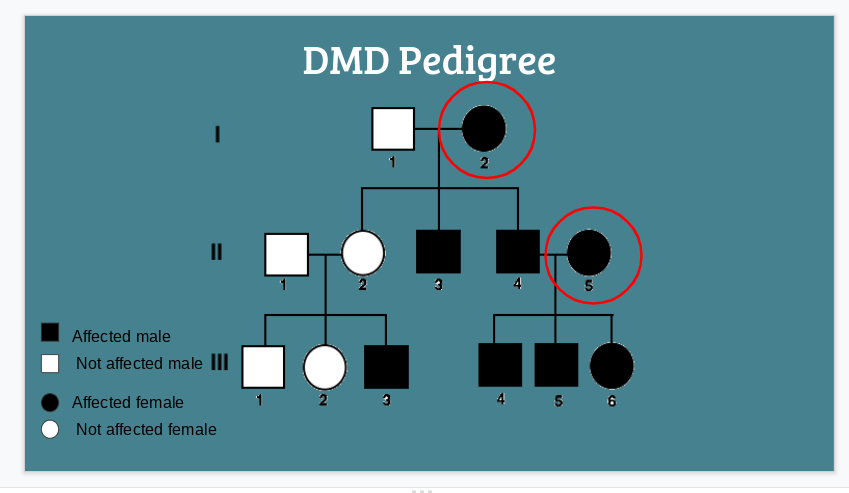 DMD Pedigree
I
1 2
II
1 2 3 4 5
Affected male
Not affected male
III
Affected female
Not affected female
1 2 3 4 5 6